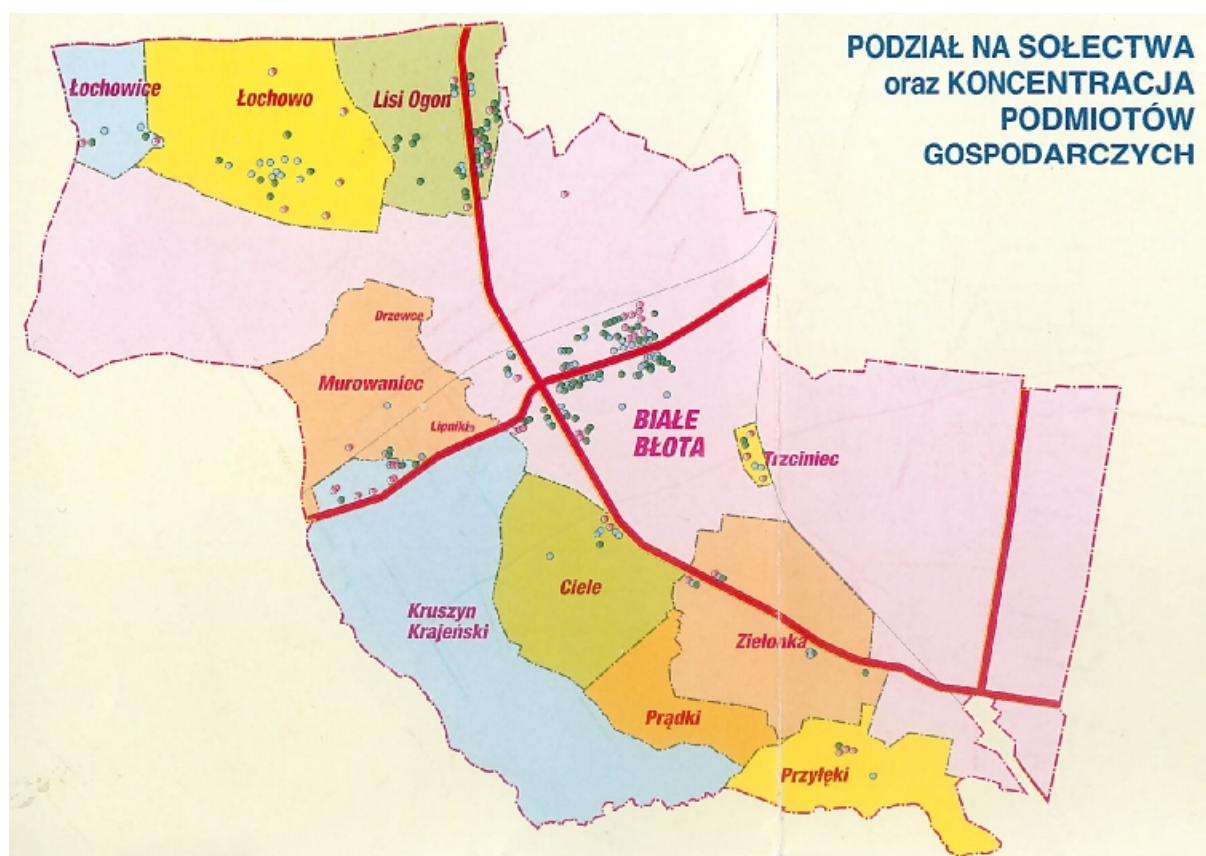 PODZIAŁ NA SOŁECTWA
oraz KONCENTRACJA
PODMIOTÓW
GOSPODARCZYCH
Łochowice
Łochowo
Lisi Ogon
Drzewce
Murowaniec
Lipniki
BIAŁE
BŁOTA
Trzciniec
Ciele
Kruszyn
Krajeński
Zielonka
Prądki
Przyłęki